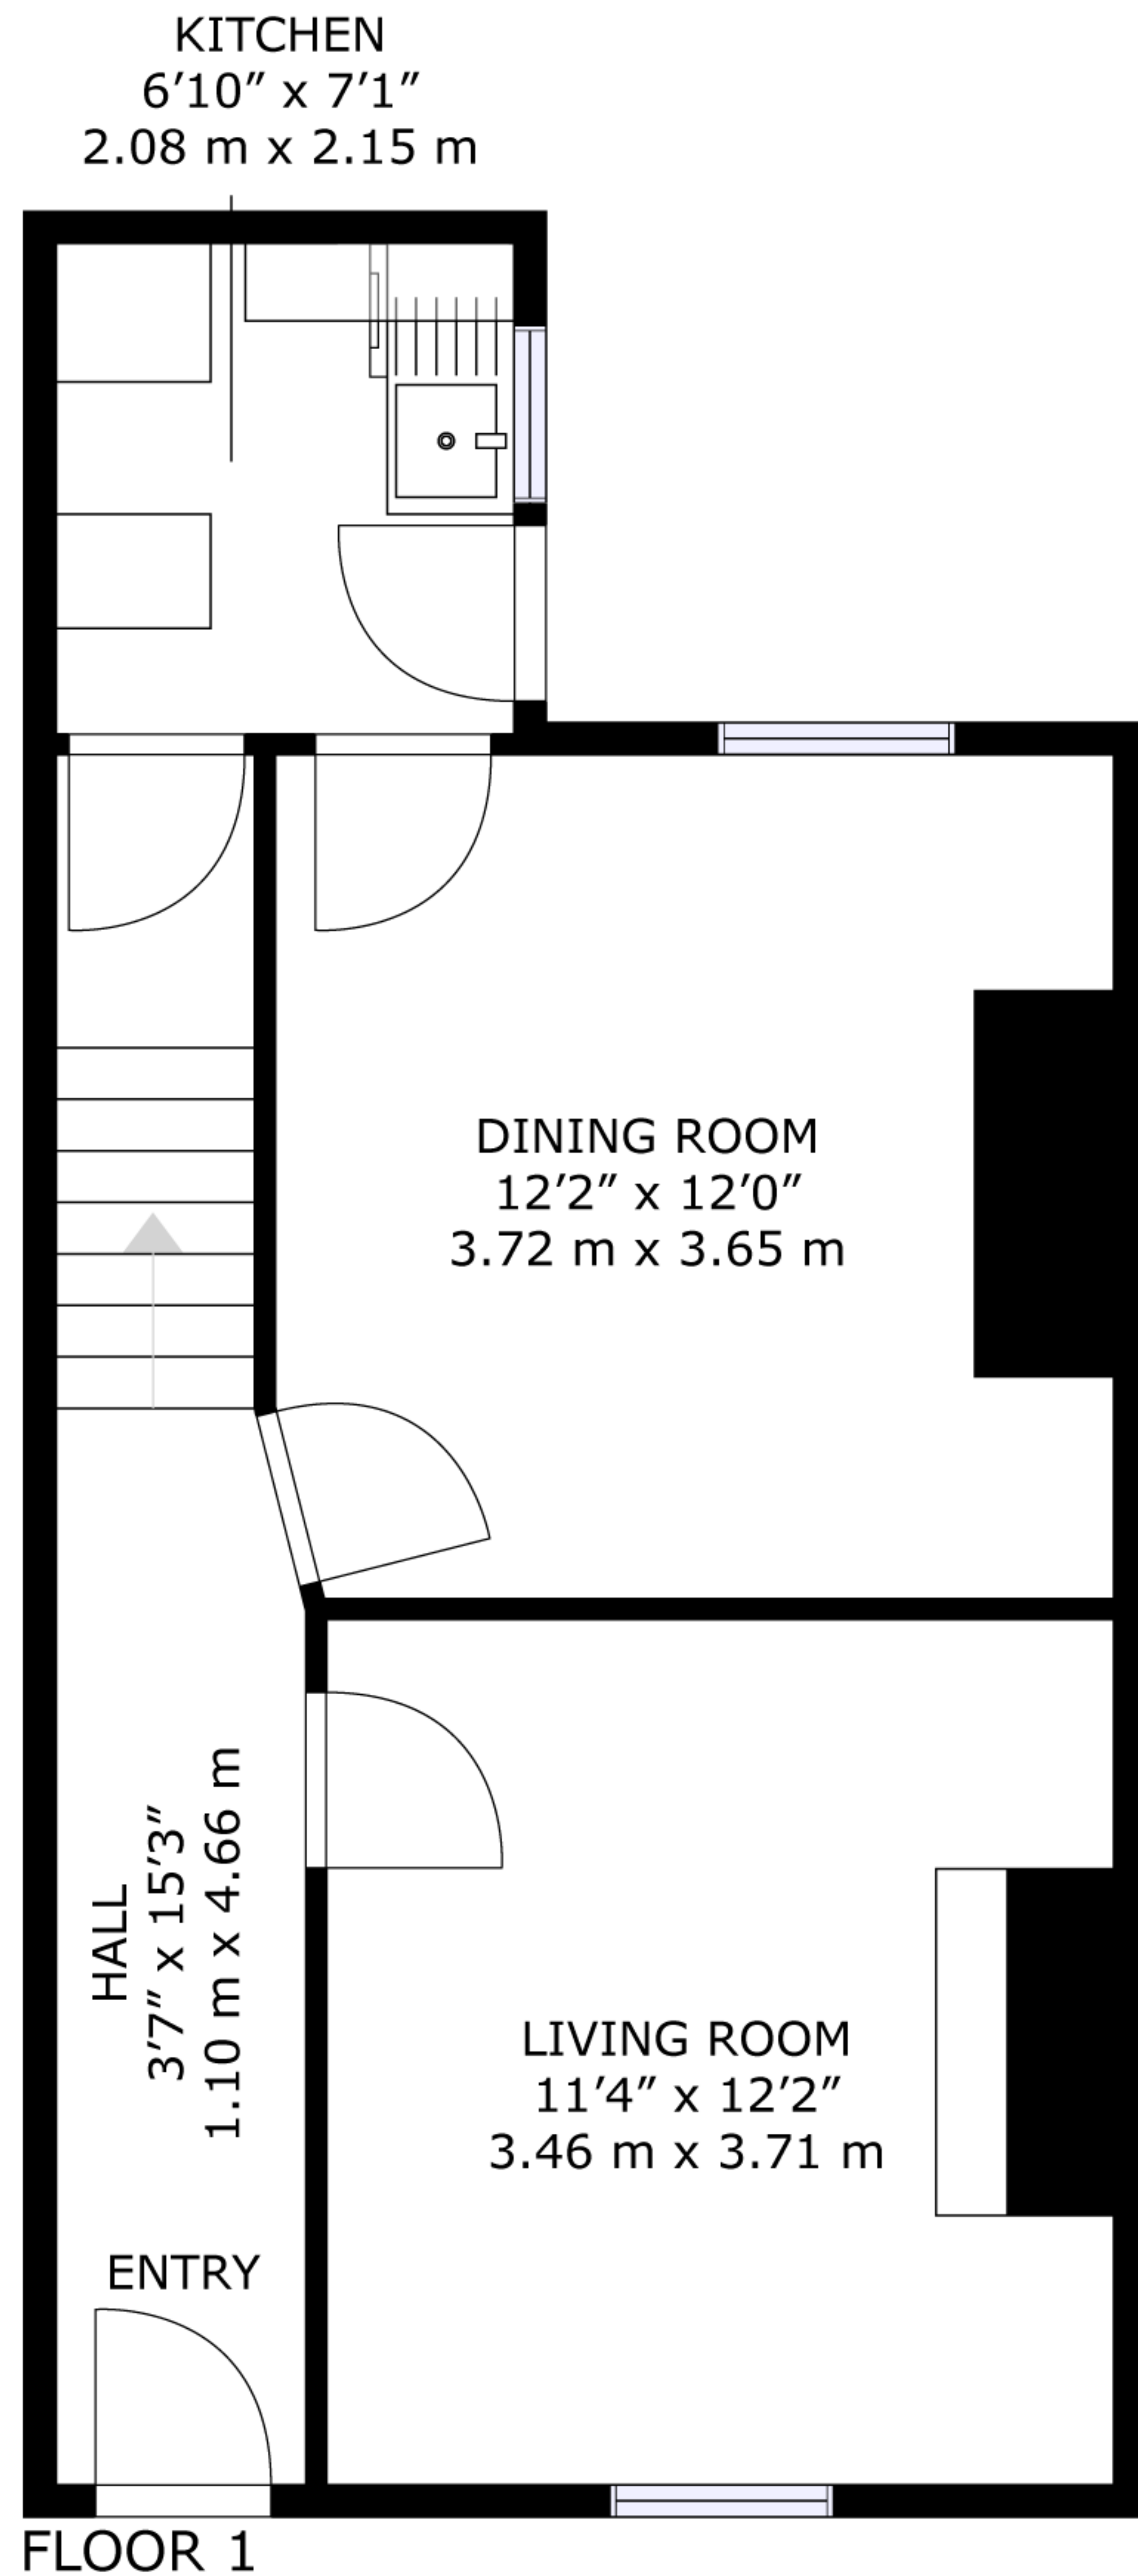 KITCHEN
6′10″ x 7′1″
2.08 m x 2.15 m
DINING ROOM
12′2″ x 12′0″
3.72 m x 3.65 m
HALL
3′7″ x 15′3″
1.10 m x 4.66 m
LIVING ROOM
11′4″ x 12′2″
3.46 m x 3.71 m
ENTRY
FLOOR 1